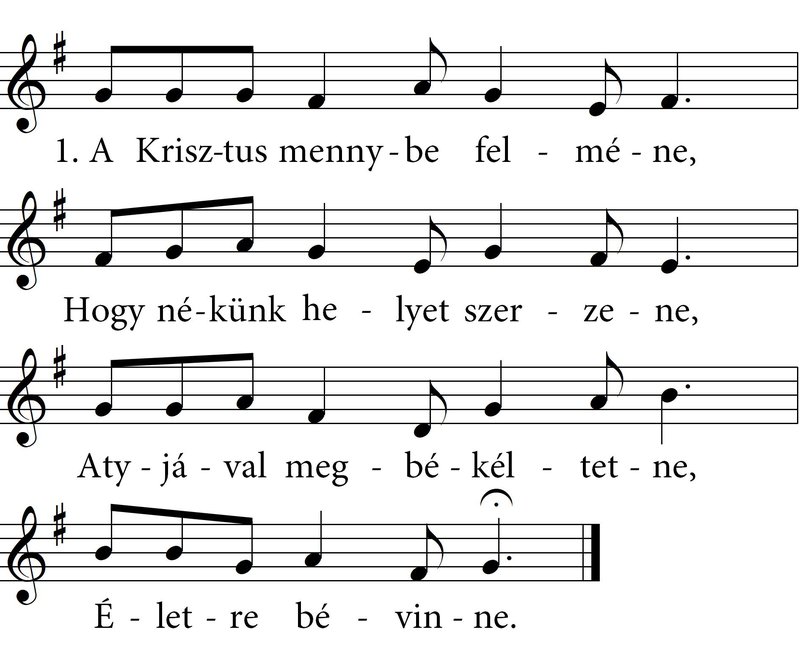 1. A Krisz-tus menny-be fel - mé - ne,
Hogy né-künk he - lyet szer - ze - ne,
Aty - já - val meg - bé - kél - tet - ne,
É - let - re bé - vin - ne.